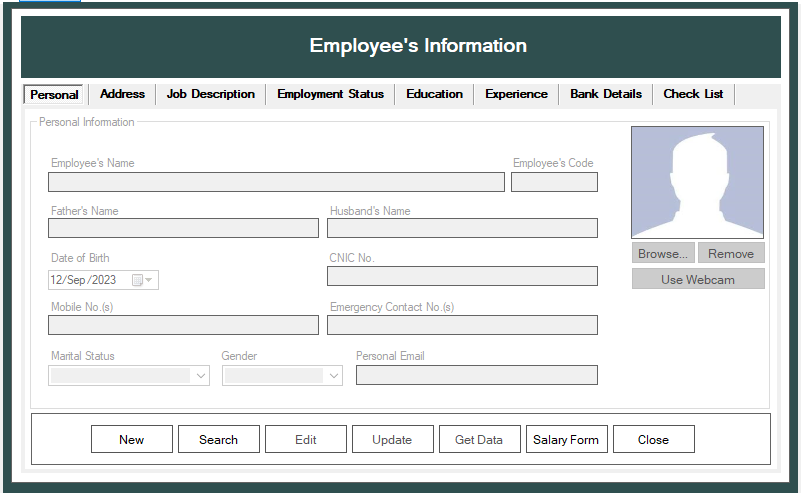 Employee's Information
Personal Address Job Description Employment Status Education Experience Bank Details Check List
Personal Information
Employee's Name Employee's Code
Father's Name Husband's Name
Date of Birth CNIC No.
12/Sep/2023
Browse... Remove
Use Webcam
Mobile No.(s) Emergency Contact No.(s)
Marital Status Gender Personal Email
New Search Edit Update Get Data Salary Form Close